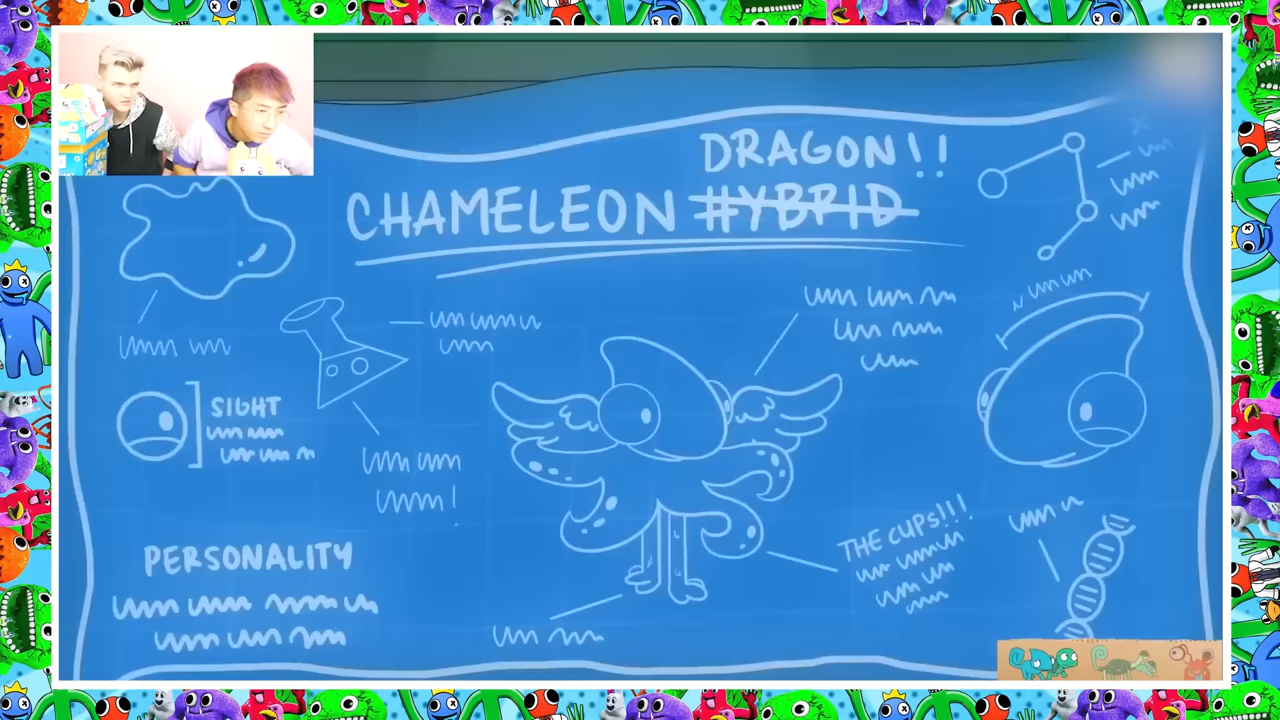 DRAGON!!
CHAMELEON HYBRID
SIGHT
PERSONALITY
THE CUPS!!!